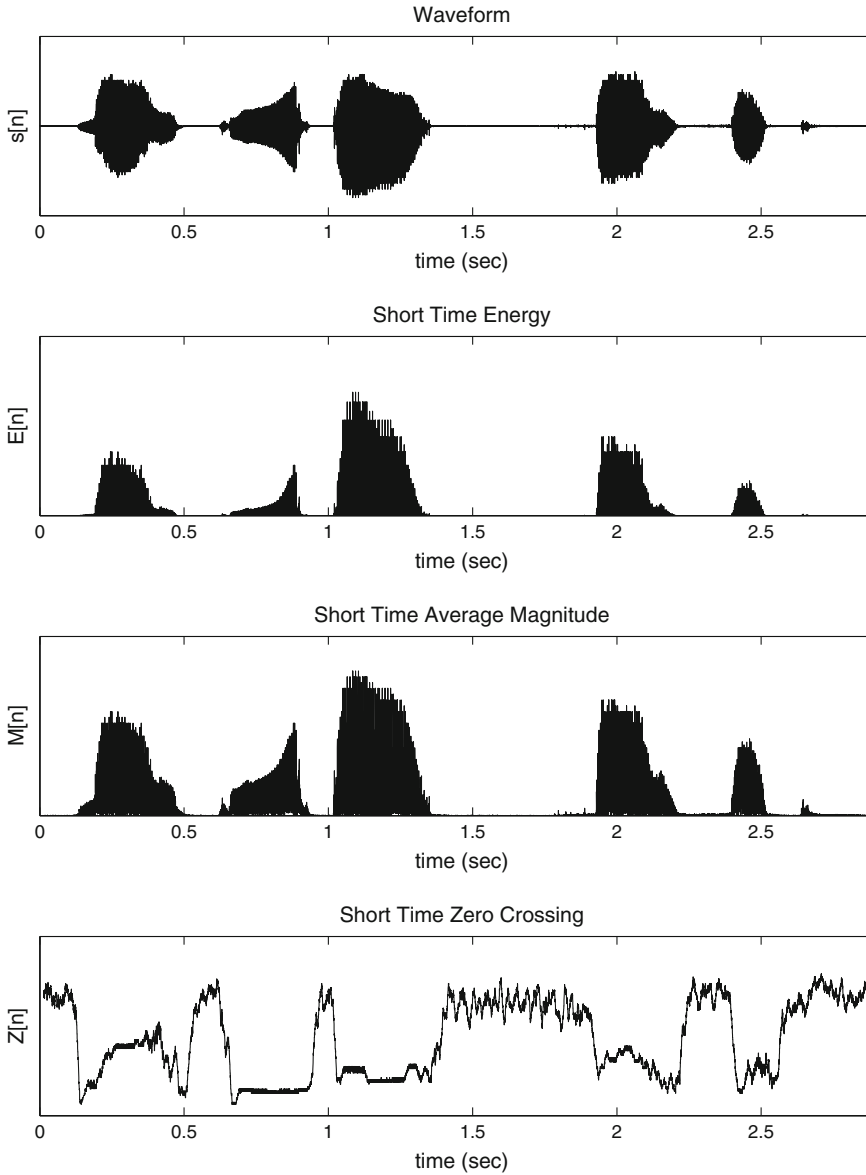 Waveform
s[n]
0 0.5 1 1.5 2 2.5
time (sec)
Short Time Energy
E[n]
0 0.5 1 1.5 2 2.5
time (sec)
Short Time Average Magnitude
M[n]
0 0.5 1 1.5 2 2.5
time (sec)
Short Time Zero Crossing
Z[n]
0 0.5 1 1.5 2 2.5
time (sec)